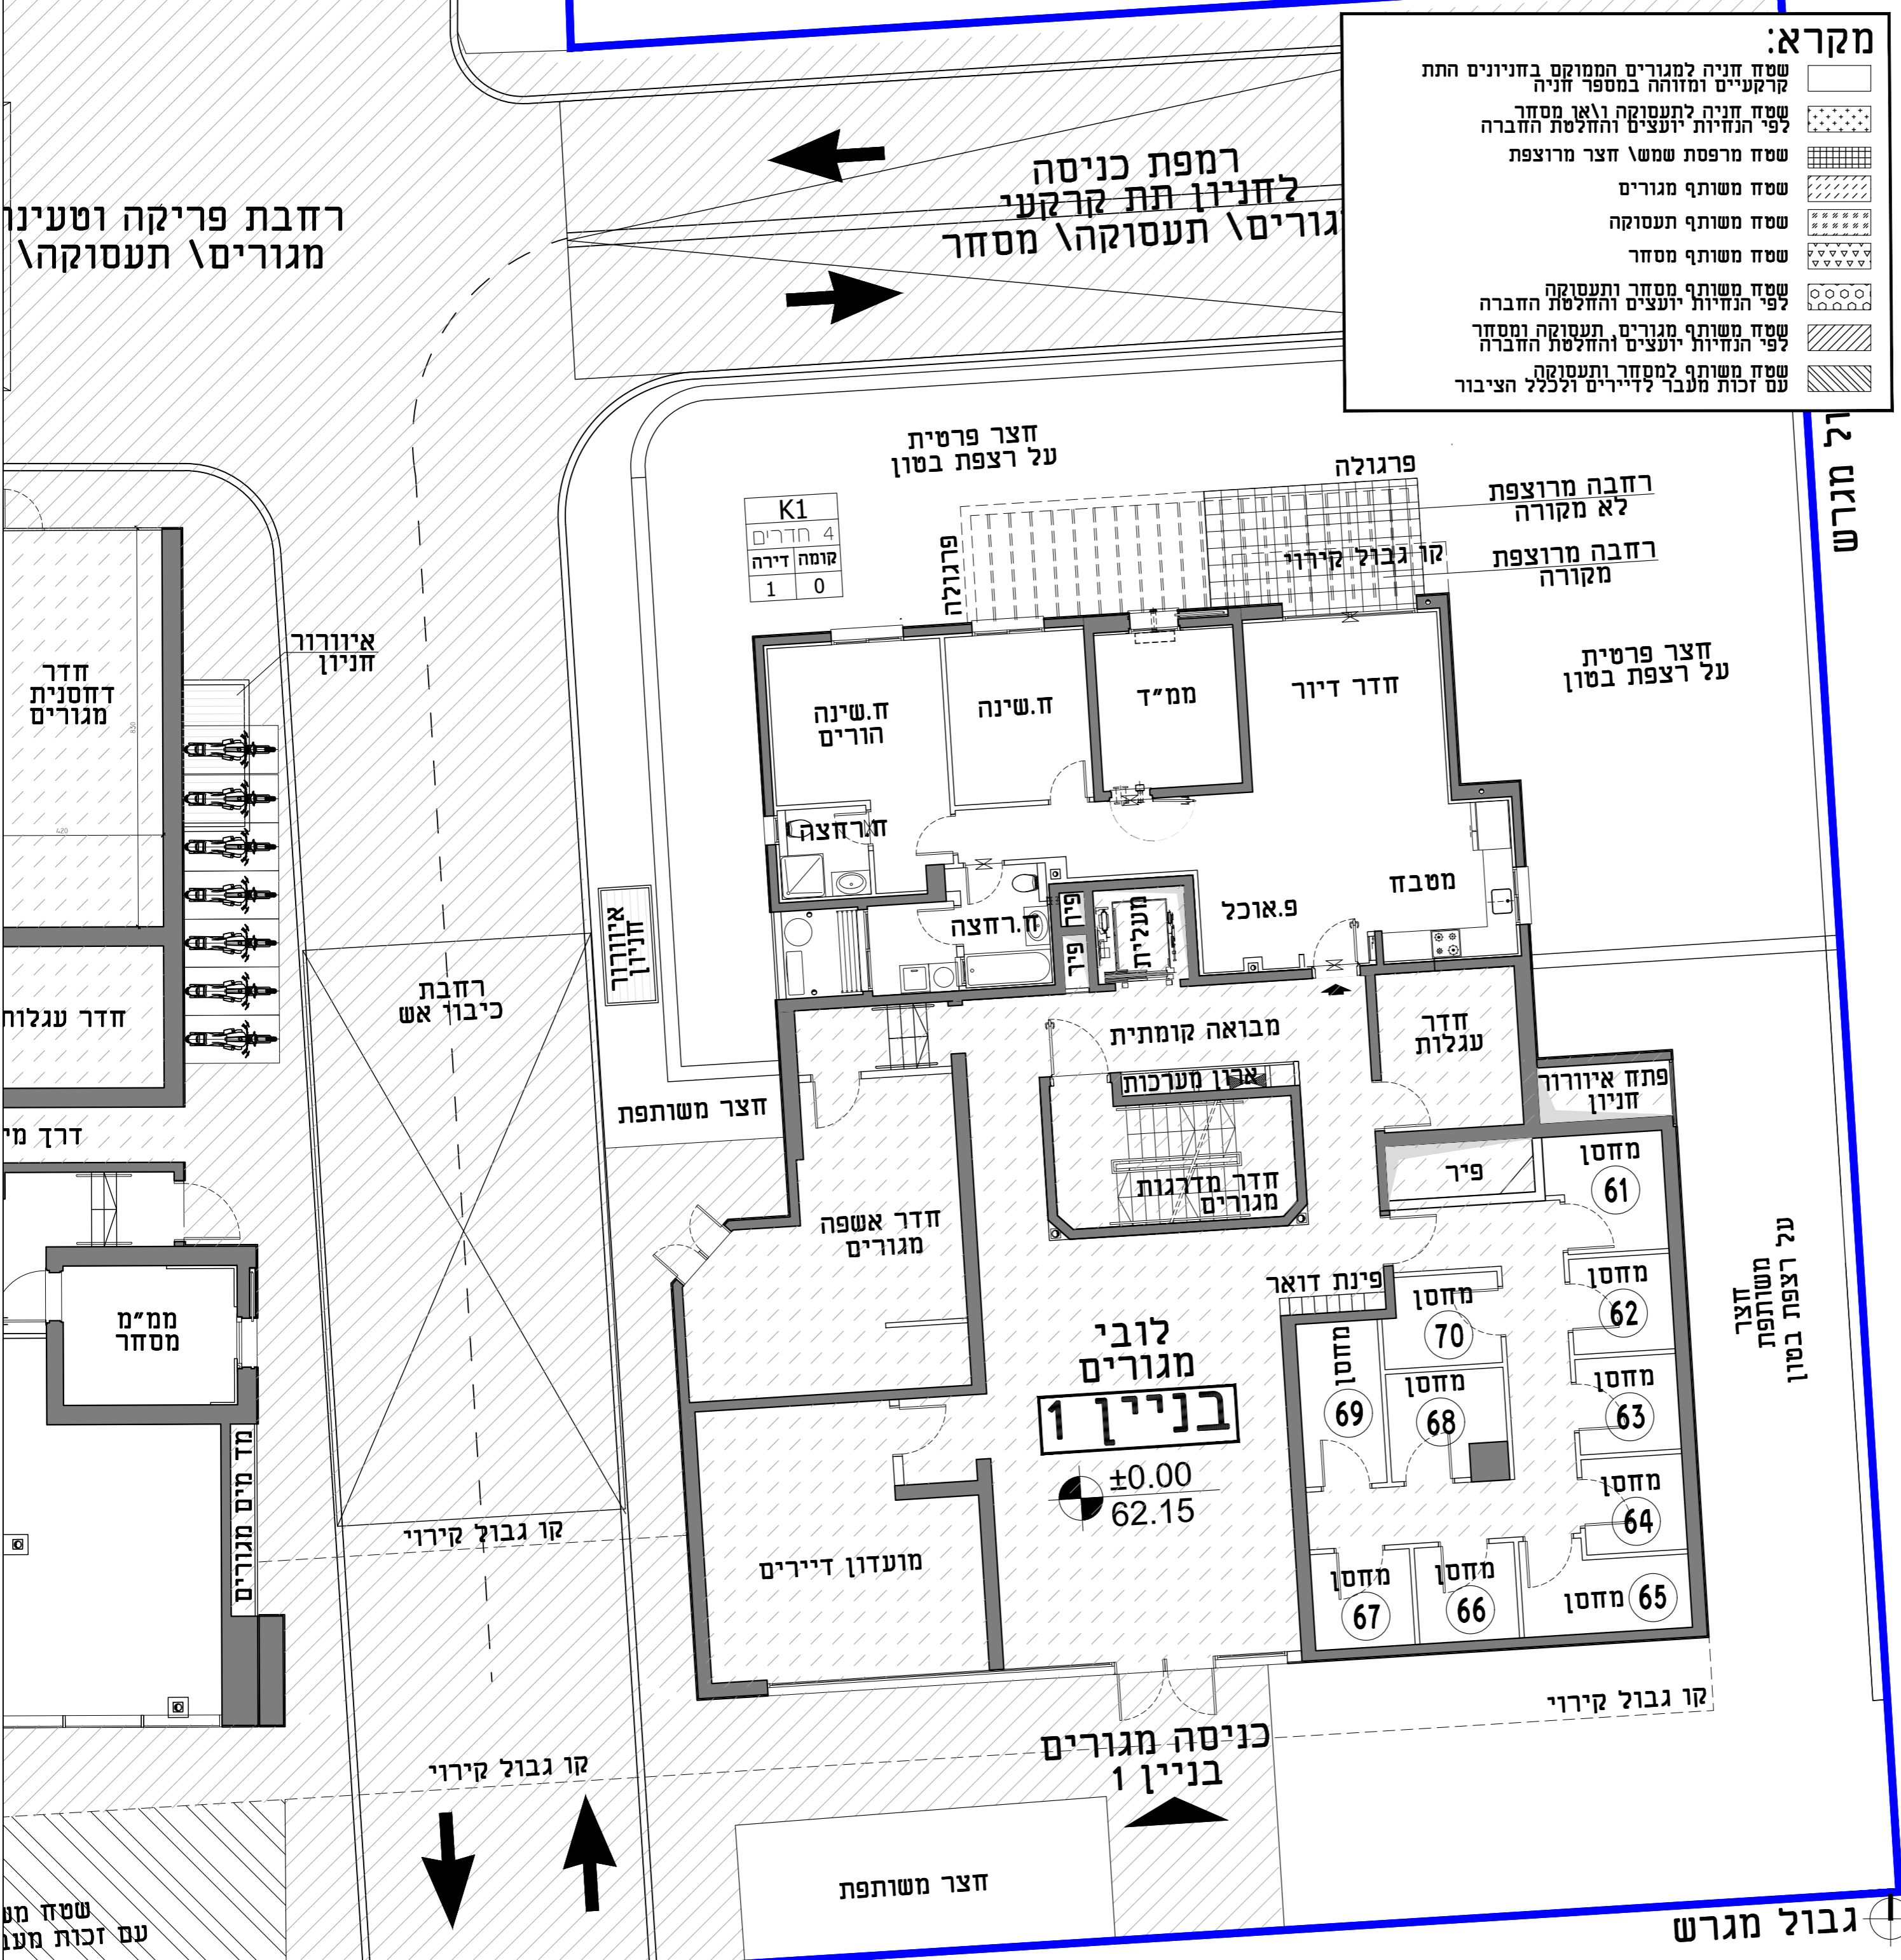 מקרא:
שטח חניה למגורים הממוקם בחניונים התת
קרקעיים ומזוהה במספר חניה
שטח חניה לתעסוקה ו\או מסחר
לפי הנחיות יועצים והחלטת החברה
שטח מרפסת שמש\ חצר מרוצפת
שטח משותף מגורים
שטח משותף תעסוקה
שטח משותף מסחר
שטח משותף מסחר ותעסוקה
לפי הנחיות יועצים והחלטת החברה
שטח משותף מגורים, תעסוקה ומסחר
לפי הנחיות יועצים והחלטת החברה
שטח משותף למסחר ותעסוקה
עם זכות מעבר לדיירים ולכלל הציבור
רמפת כניסה
לחניון תת קרקעי
מגורים\ תעסוקה\ מסחר
רחבת פריקה וטעינה
מגורים\ תעסוקה\
מגרש
חצר פרטית
על רצפת בטון
פרגולה
רחבה מרוצפת
לא מקורה
קו גבול קירוי
רחבה מרוצפת
מקורה
פרגולה
K1
4 חדרים
קומה דירה
0 1
חצר פרטית
על רצפת בטון
איוורור
חניון
חדר
דחסנית
מגורים
830
420
ח.שינה
הורים
ח.שינה
ממ״ד
חדר דיור
ח.רחצה
מטבח
פ.אוכל
מעלית
פיר
פיר
ח.רחצה
איוורור
חניון
רחבת
כיבוי אש
חדר עגלות
מבואה קומתית
חדר
עגלות
ארון מערכות
פתח איוורור
חניון
חצר משותפת
חדר מדרגות
מגורים
פיר
מחסן
61
חדר אשפה
מגורים
פינת דואר
מחסן
62
מחסן
70
מחסן
69
מחסן
68
מחסן
63
מחסן
64
מחסן
65
מחסן
66
מחסן
67
חצר
משותפת
על רצפת בטון
לובי
מגורים
בניין 1
±0.00
62.15
ממ״מ
מסחר
מד מים מגורים
קו גבול קירוי
מועדון דיירים
קו גבול קירוי
כניסה מגורים
בניין 1
קו גבול קירוי
חצר משותפת
שטח
עם זכות
גבול מגרש